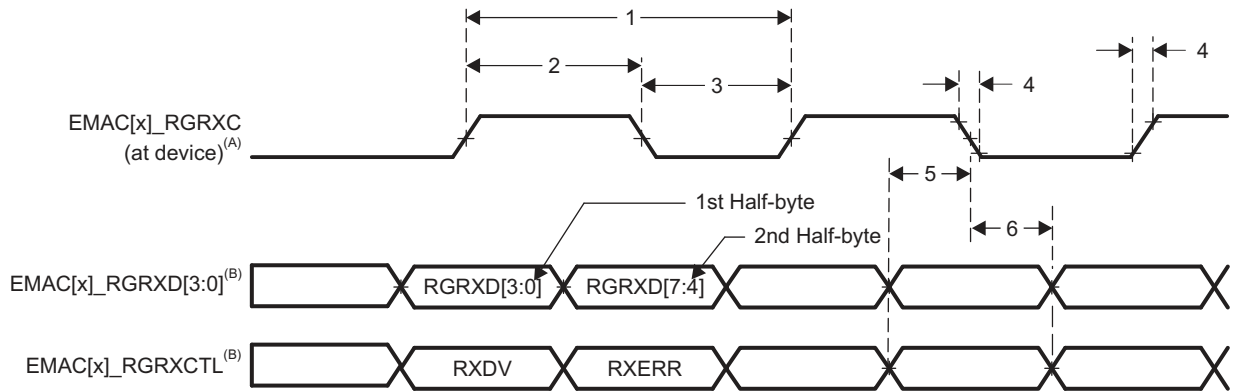 1
2
3
4
4
EMAC[x]_RGRXC
(at device)(A)
5
6
1st Half-byte
2nd Half-byte
EMAC[x]_RGRXD[3:0](B)
RGRXD[3:0]
RGRXD[7:4]
EMAC[x]_RGRXCTL(B)
RXDV
RXERR